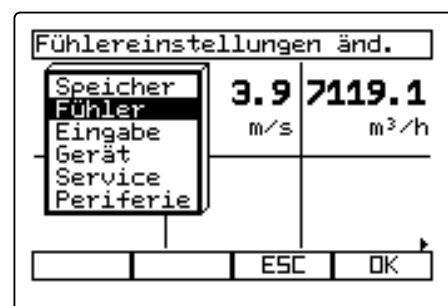 Fühlereinstellungen änd.
Speicher
Fühler
Eingabe
Gerät
Service
Periferie
3.9 7119.1
m/s m³/h
ESC OK